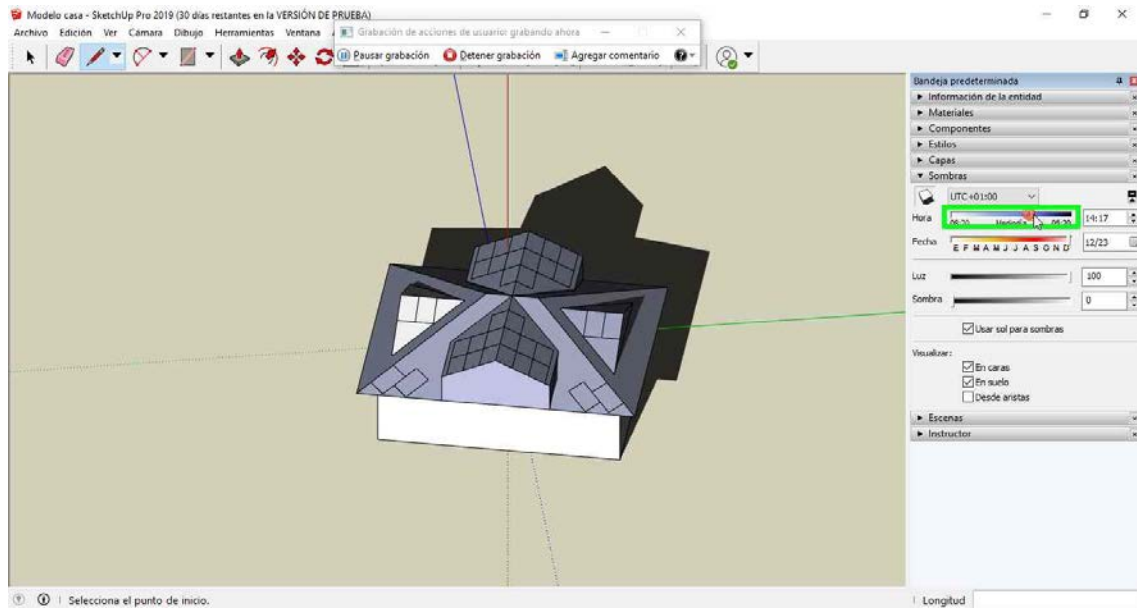 Modelo casa - SketchUp Pro 2019 (30 días restantes en la VERSIÓN DE PRUEBA)
Archivo Edición Ver Cámara Dibujo Herramientas Ventana
Grabación de acciones de usuario: grabando ahora
Pausar grabación Detener grabación Agregar comentario
Bandeja predeterminada
Información de la entidad
Materiales
Componentes
Estilos
Capas
Sombras
UTC+01:00
Hora 14:17
Fecha E F M A M J J A S O N D 12/23
Luz 100
Sombra 0
Usar sol para sombras
Visualizar:
En caras
En suelo
Desde aristas
Escenas
Instructor
Selecciona el punto de inicio.
Longitud